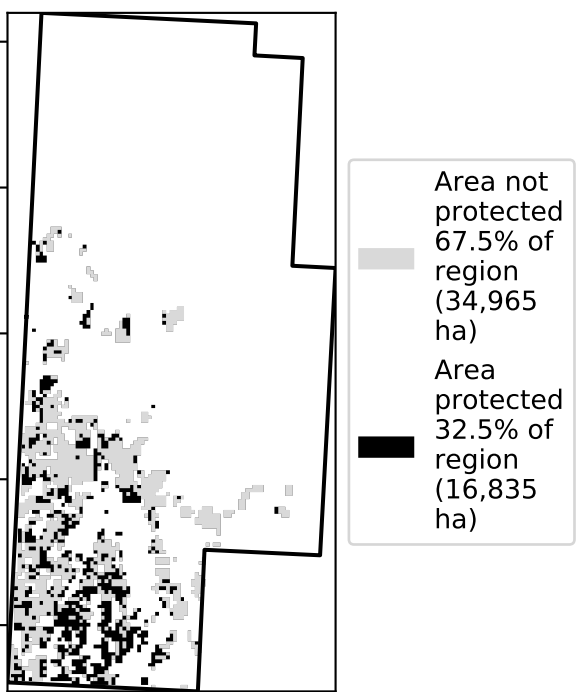 Area not
protected
67.5% of
region
(34,965
ha)
Area
protected
32.5% of
region
(16,835
ha)